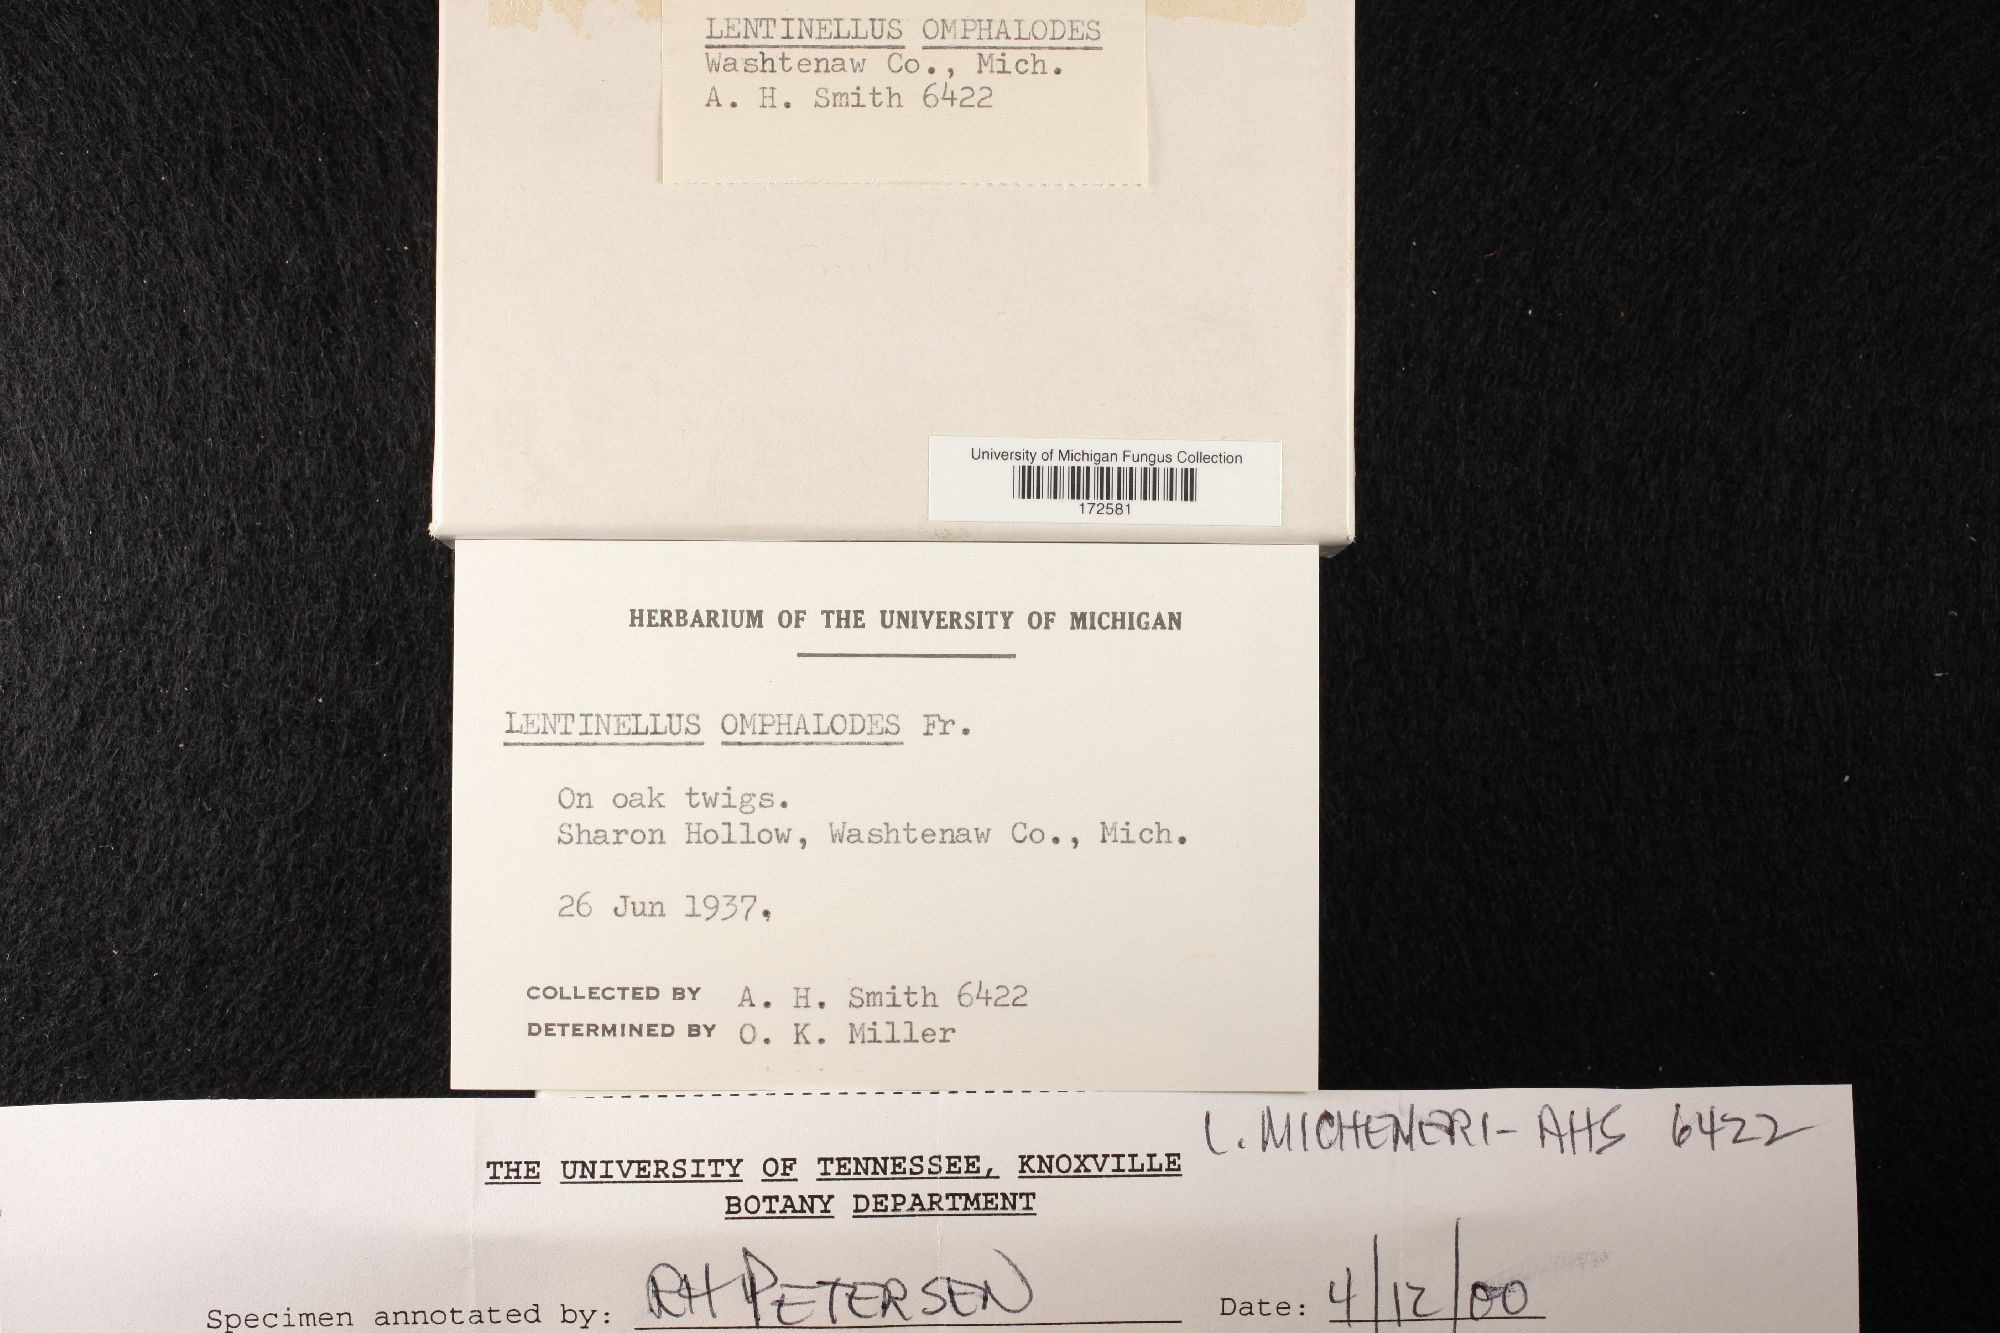 LENTINELLUS OMPHALODES
Washtenaw Co., Mich.
A. H. Smith 6422
University of Michigan Fungus Collection
172581
HERBARIUM OF THE UNIVERSITY OF MICHIGAN
LENTINELLUS OMPHALODES Fr.
On oak twigs.
Sharon Hollow, Washtenaw Co., Mich.
26 Jun 1937.
COLLECTED BY A. H. Smith 6422
DETERMINED BY O. K. Miller
L. MICHENERI- AHS 6422
THE UNIVERSITY OF TENNESSEE, KNOXVILLE
BOTANY DEPARTMENT
Specimen annotated by: RH PETERSEN Date: 4/12/00